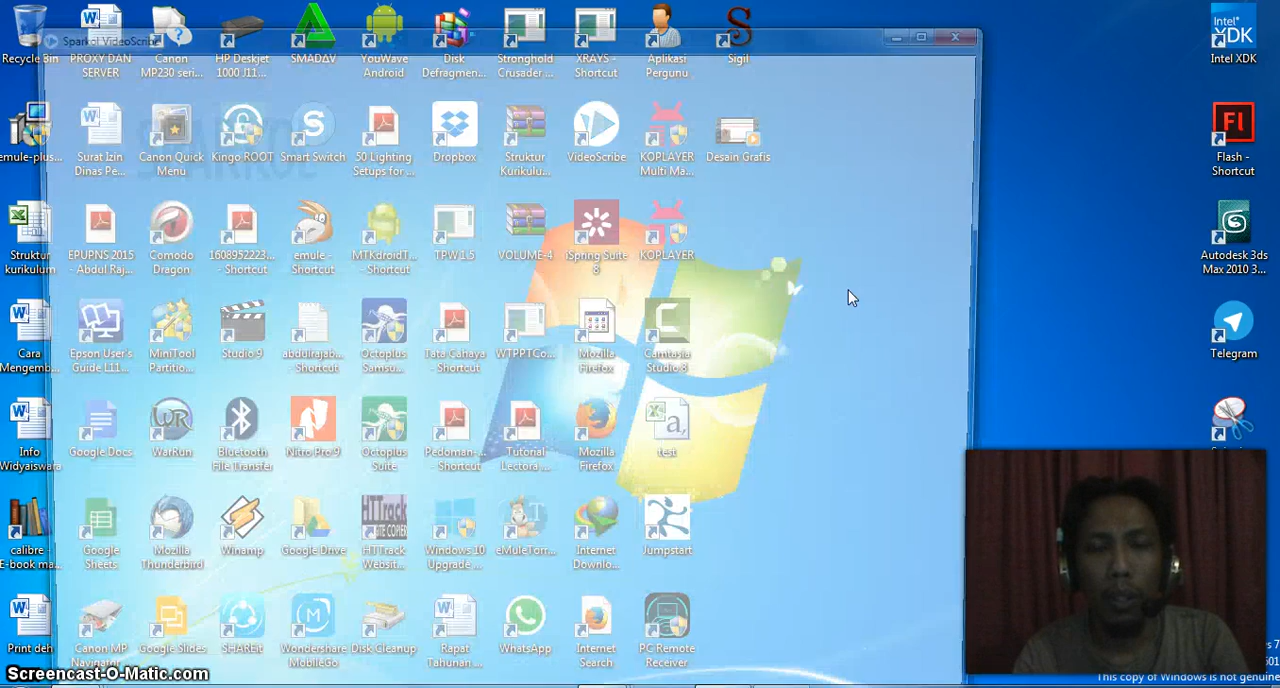 Sparkol VideoScribe
SPARKOL
Recycle Bin
PROXY DAN
SERVER
Canon
MP230 seri...
HP Deskjet
1000 J11...
SMADAV
YouWave
Android
Disk
Defragmen...
Stronghold
Crusader ...
XRAYS -
Shortcut
Aplikasi
Pergunu
Sigil
Intel*
XDK
Intel XDK
emule-plus...
Surat Izin
Dinas Pe...
Canon Quick
Menu
Kingo ROOT
Smart Switch
50 Lighting
Setups for ...
Dropbox
Struktur
Kurikulu...
VideoScribe
KOPLAYER
Multi Ma...
Desain Grafis
Flash -
Shortcut
Struktur
kurikulum
EPUPNS 2015
- Abdul Raj...
Comodo
Dragon
1608952223...
- Shortcut
emule -
Shortcut
MTKdroidT...
- Shortcut
TPW1.5
VOLUME-4
iSpring Suite
8
KOPLAYER
Autodesk 3ds
Max 2010 3...
Cara
Mengemb...
Epson User's
Guide L11...
MiniTool
Partitio...
Studio 9
abdulrajab...
- Shortcut
Octoplus
Samsu...
Tata Cahaya
- Shortcut
WTPPTCo...
Mozilla
Firefox
Camtasia
Studio 8
Telegram
Info
Widyaiswara
Google Docs
WarRun
Bluetooth
File Transfer
Nitro Pro 9
Octoplus
Suite
Pedoman-...
- Shortcut
Tutorial
Lectora ...
Mozilla
Firefox
test
calibre -
E-book ma...
Google
Sheets
Mozilla
Thunderbird
Winamp
Google Drive
HTTrack
Websit...
Windows 10
Upgrade ...
eMuleTorr...
Internet
Downlo...
Jumpstart
Print deh
Canon MP
Navigator
Google Slides
SHAREit
Wondershare
MobileGo
Disk Cleanup
Rapat
Tahunan ...
WhatsApp
Internet
Search
PC Remote
Receiver
Screencast-O-Matic.com
This copy of Windows is not genuine